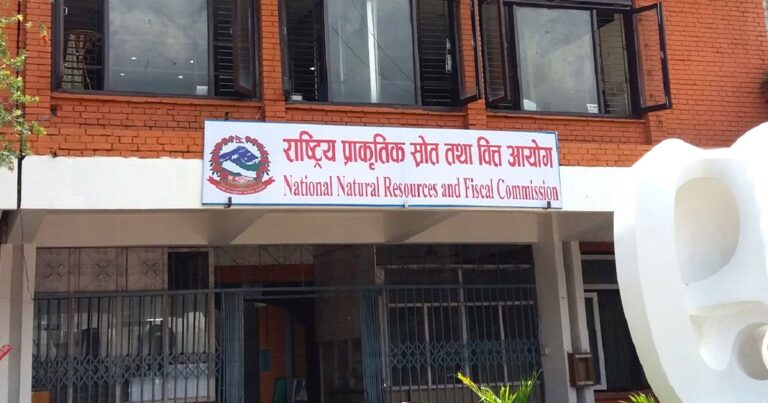 राष्ट्रिय प्राकृतिक स्रोत तथा वित्त आयोग
National Natural Resources and Fiscal Commission